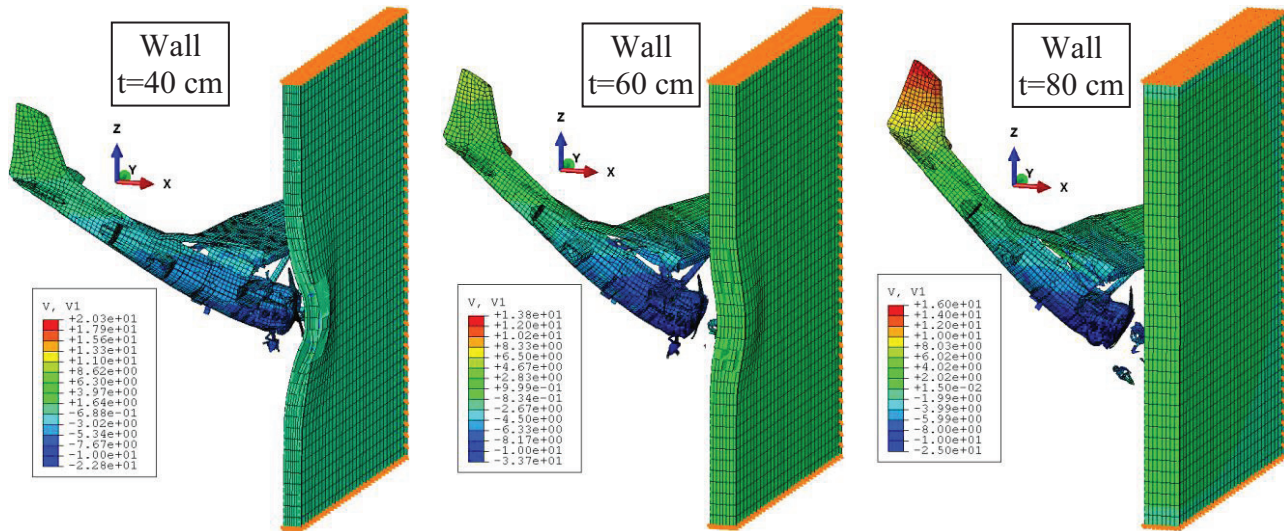 Wall
t=40 cm
Z
Y
X
V, V1
+2.03e+01
+1.79e+01
+1.56e+01
+1.33e+01
+1.10e+01
+8.62e+00
+6.30e+00
+3.97e+00
+1.64e+00
-6.88e-01
-3.02e+00
-5.34e+00
-7.67e+00
-1.00e+01
-2.28e+01
Wall
t=60 cm
Z
Y
X
V, V1
+1.38e+01
+1.20e+01
+1.02e+01
+8.33e+00
+6.50e+00
+4.67e+00
+2.83e+00
+9.99e-01
-8.34e-01
-2.67e+00
-4.50e+00
-6.33e+00
-8.17e+00
-1.00e+01
-3.37e+01
Wall
t=80 cm
Z
Y
X
V, V1
+1.60e+01
+1.40e+01
+1.20e+01
+1.00e+01
+8.03e+00
+6.02e+00
+4.02e+00
+2.02e+00
+1.50e-02
-1.99e+00
-3.99e+00
-5.99e+00
-8.00e+00
-1.00e+01
-2.50e+01